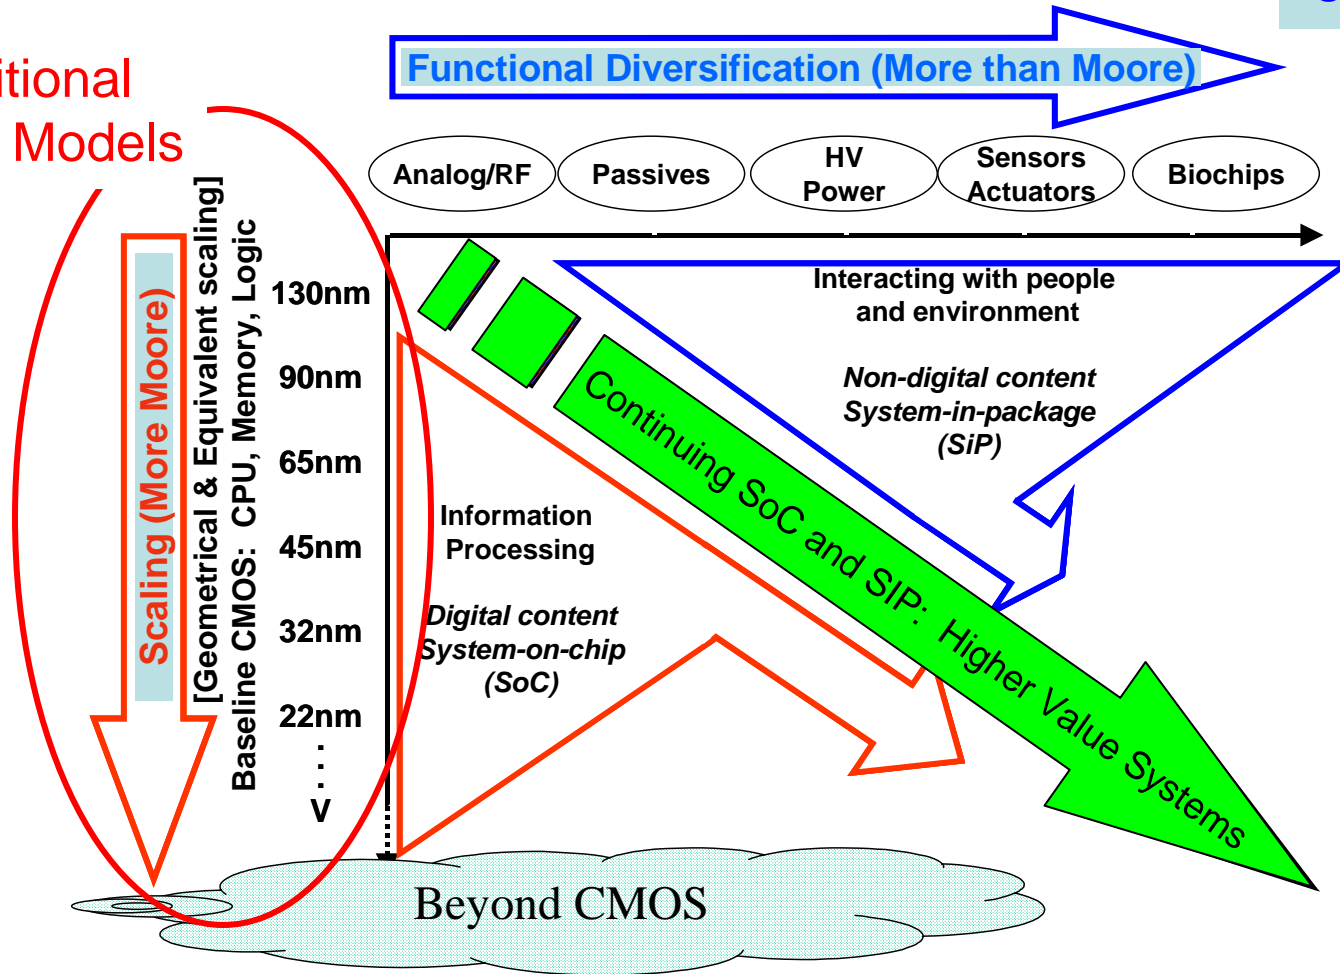 Functional Diversification (More than Moore)
Models
Analog/RF
Passives
HV
Power
Sensors
Actuators
Biochips
Scaling (More Moore)
[Geometrical & Equivalent scaling]
Baseline CMOS: CPU, Memory, Logic
130nm
90nm
65nm
45nm
32nm
22nm
V
Interacting with people
and environment
Non-digital content
System-in-package
(SiP)
Continuing SoC and SIP: Higher Value Systems
Information
Processing
Digital content
System-on-chip
(SoC)
Beyond CMOS